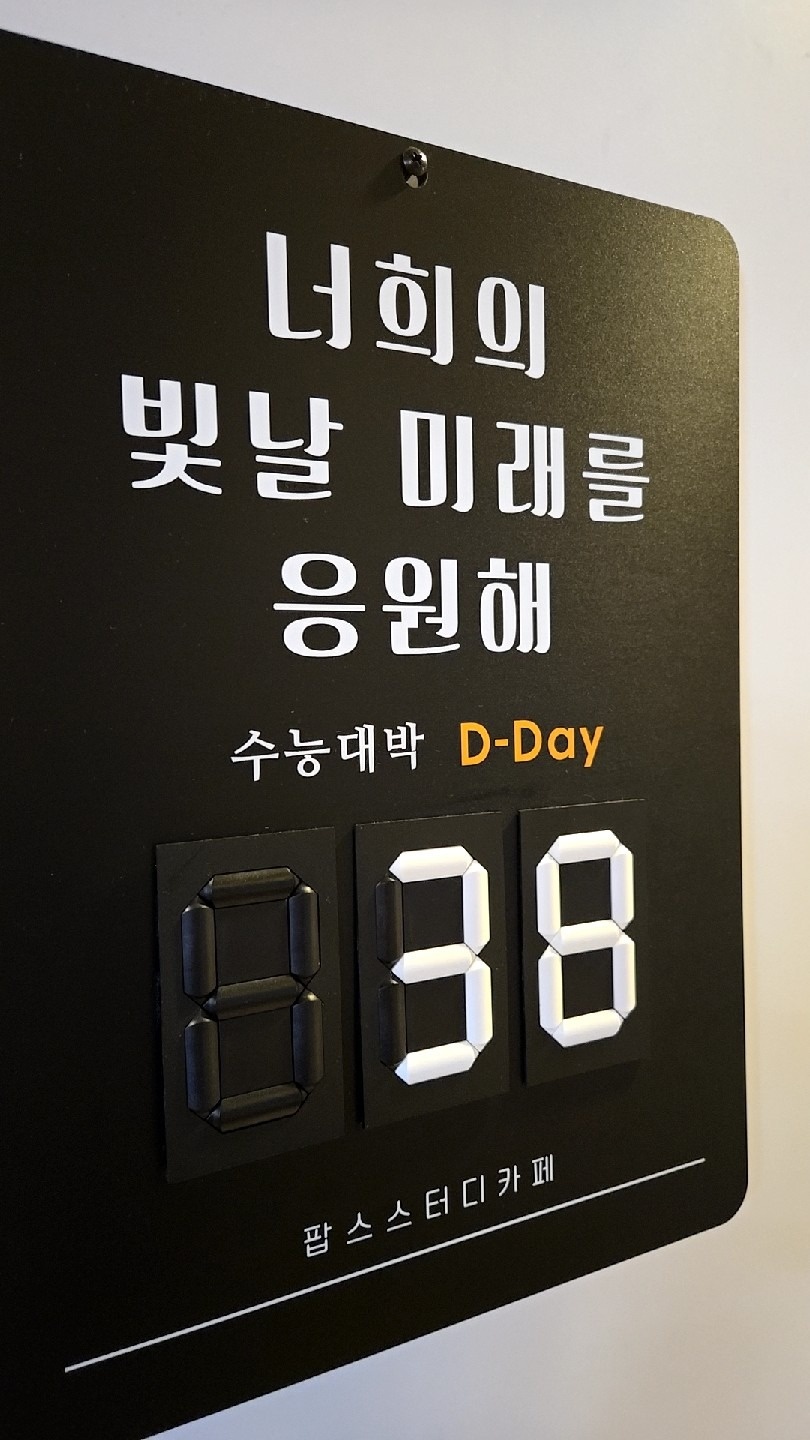 너희의
빛날 미래를
응원해
수능대박 D-Day
38
팝스스터디카페